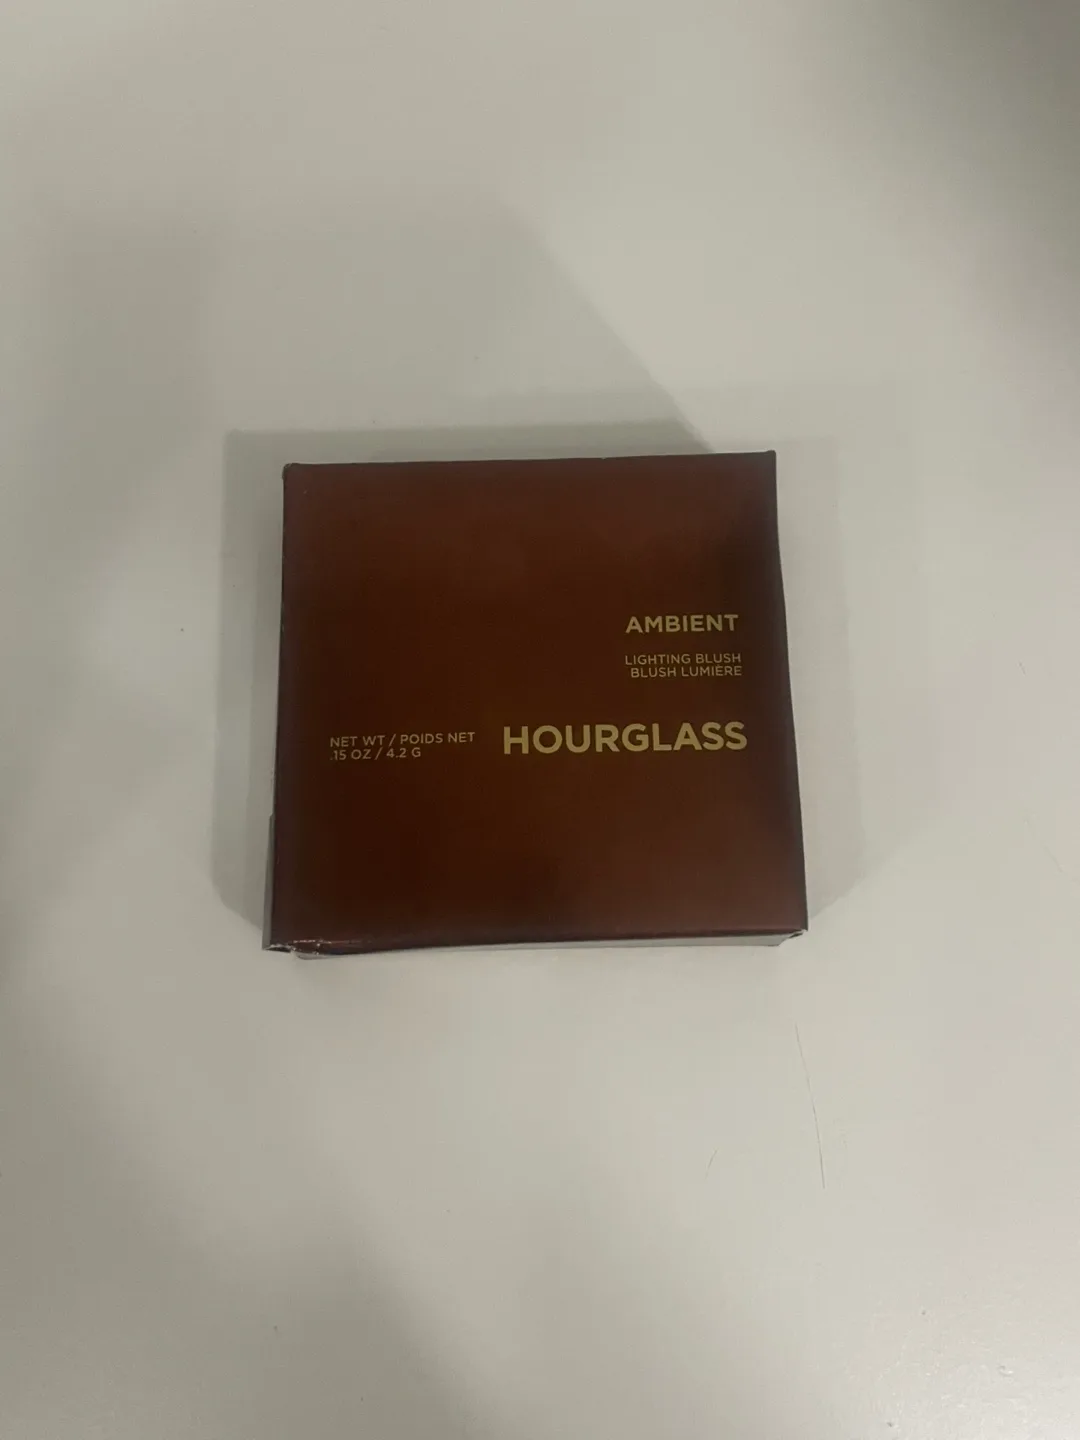 AMBIENT
LIGHTING BLUSH
BLUSH LUMIÈRE
HOURGLASS
NET WT / POIDS NET
.15 OZ / 4.2 G